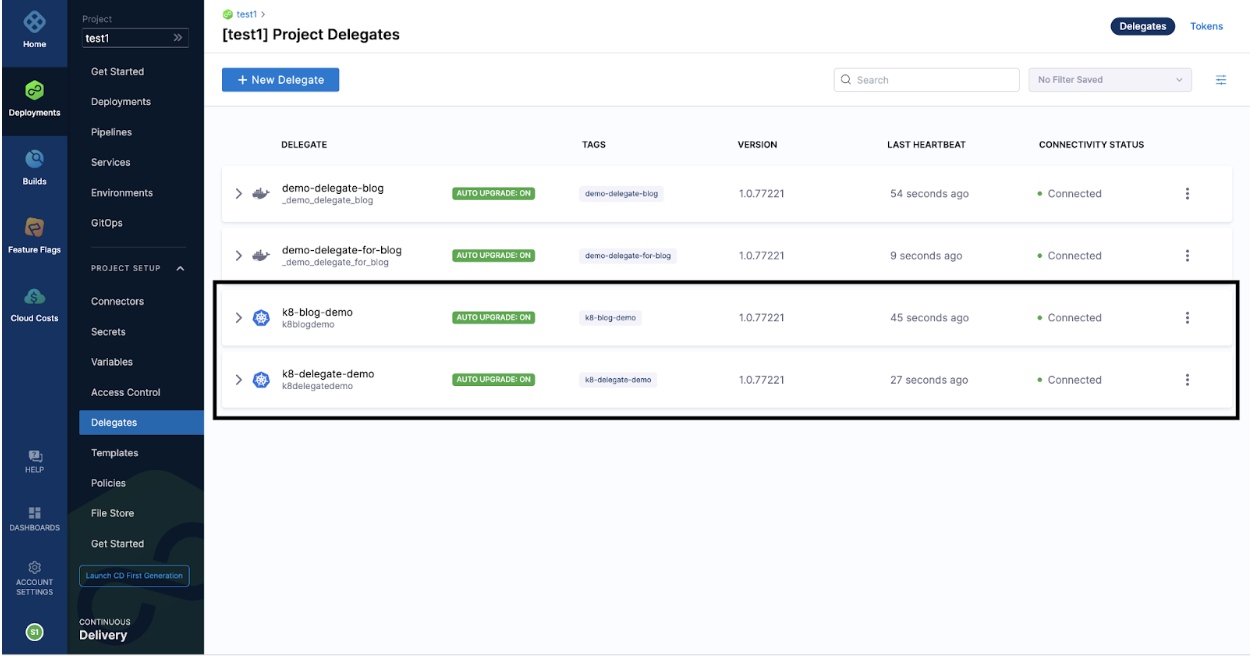 Home
Deployments
Builds
Feature Flags
Cloud Costs
HELP
DASHBOARDS
ACCOUNT
SETTINGS
S1
Project
test1
Get Started
Deployments
Pipelines
Services
Environments
GitOps
PROJECT SETUP
Connectors
Secrets
Variables
Access Control
Delegates
Templates
Policies
File Store
Get Started
Launch CD First Generation
CONTINUOUS
Delivery
test1 >
[test1] Project Delegates
Delegates Tokens
+ New Delegate
Search
No Filter Saved
DELEGATE TAGS VERSION LAST HEARTBEAT CONNECTIVITY STATUS
demo-delegate-blog AUTO UPGRADE: ON demo-delegate-blog 1.0.77221 54 seconds ago Connected
_demo_delegate_blog
demo-delegate-for-blog AUTO UPGRADE: ON demo-delegate-for-blog 1.0.77221 9 seconds ago Connected
_demo_delegate_for_blog
k8-blog-demo AUTO UPGRADE: ON k8-blog-demo 1.0.77221 45 seconds ago Connected
k8blogdemo
k8-delegate-demo AUTO UPGRADE: ON k8-delegate-demo 1.0.77221 27 seconds ago Connected
k8delegatedemo